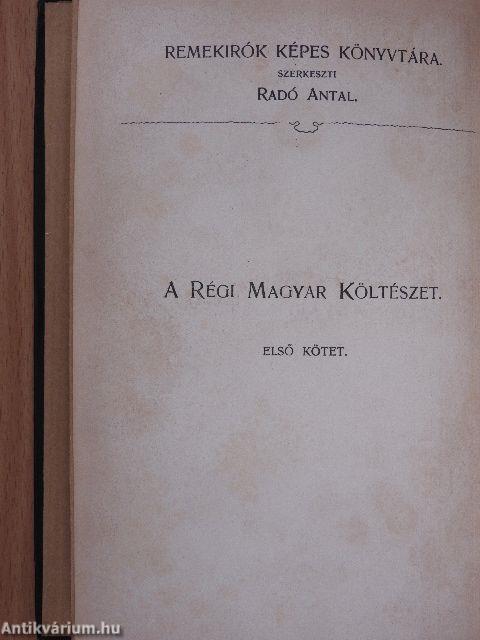 REMEKIRÓK KÉPES KÖNYVTÁRA.
SZERKESZTI
RADÓ ANTAL.
A RÉGI MAGYAR KÖLTÉSZET.
ELSŐ KÖTET.
Antikvárium.hu